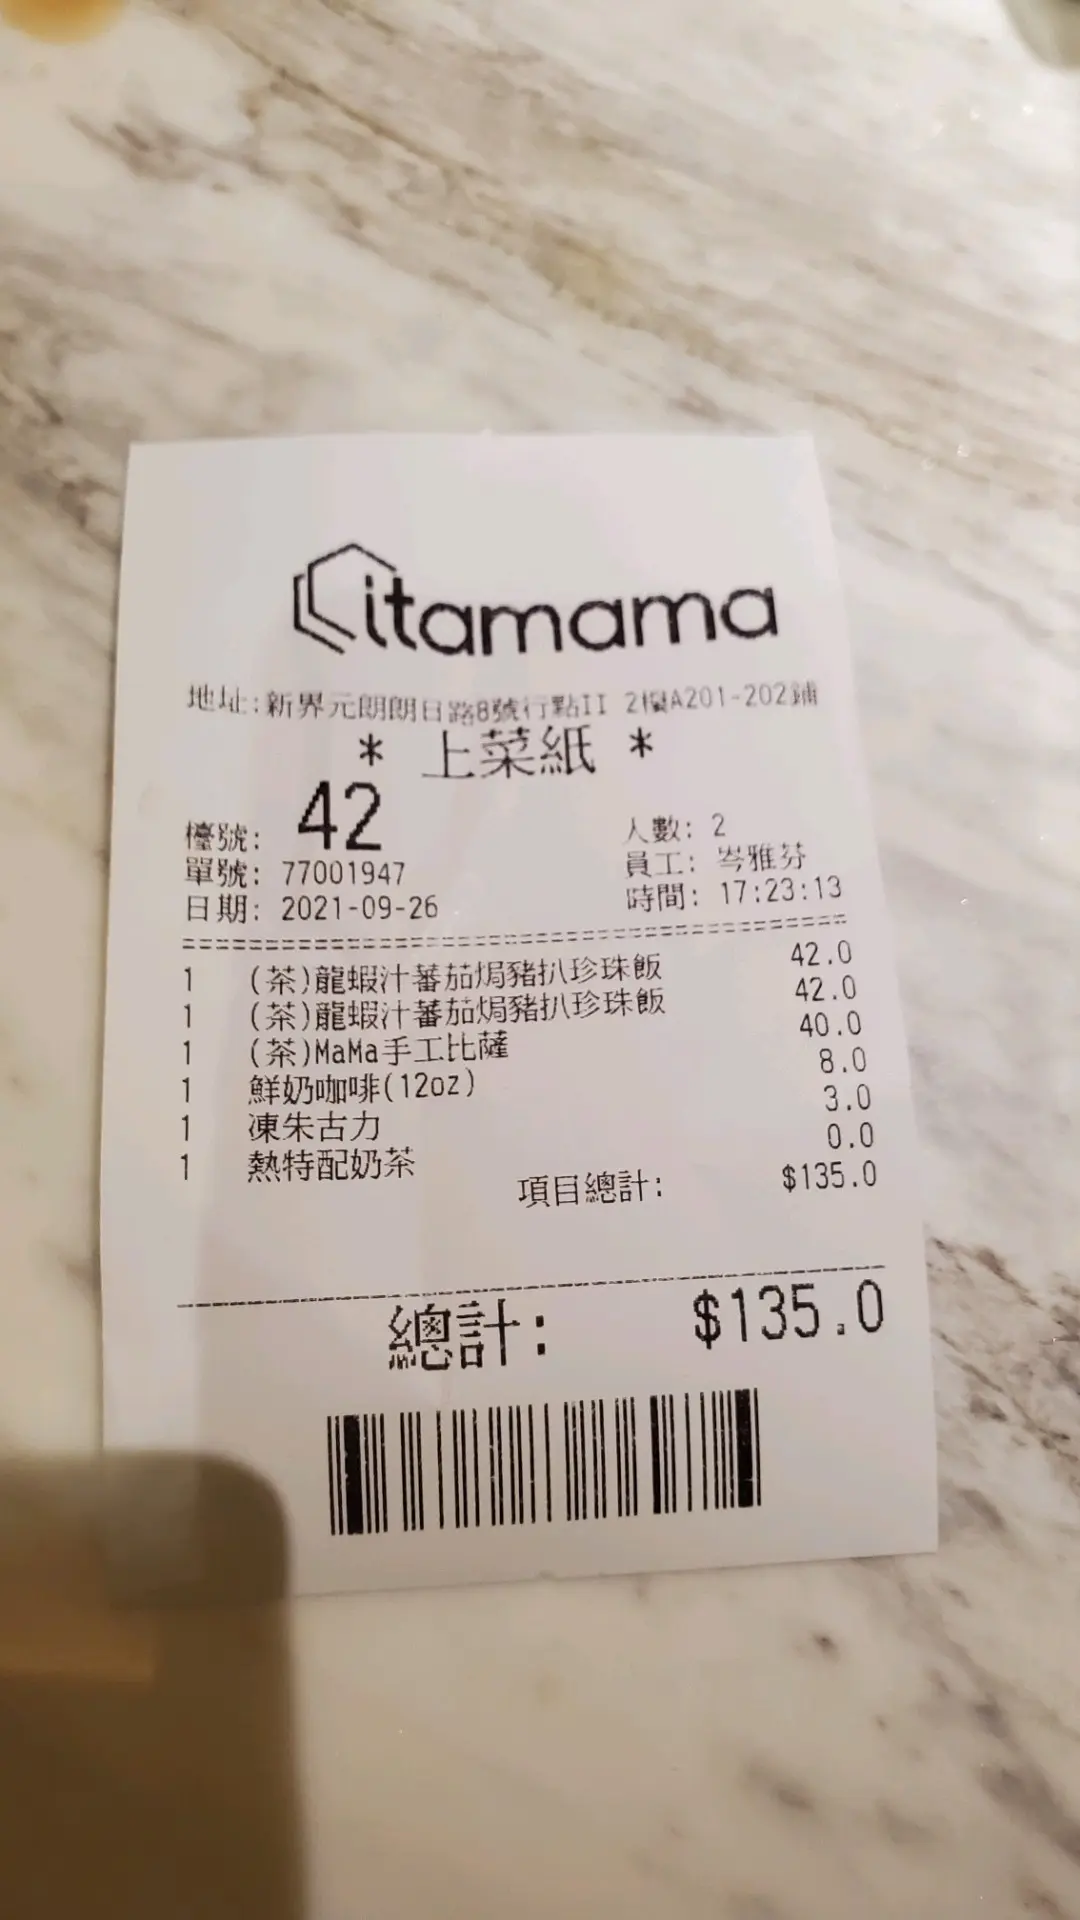 Citamama
地址:新界元朗朗日路8號行點II 2樓A201-202鋪
* 上菜紙 *
檯號: 42 人數: 2
單號: 77001947 員工: 岑雅芬
日期: 2021-09-26 時間: 17:23:13
1 (茶)龍蝦汁蕃茄焗豬扒珍珠飯 42.0
1 (茶)龍蝦汁蕃茄焗豬扒珍珠飯 42.0
1 (茶)MaMa手工比薩 40.0
1 鮮奶咖啡(12oz) 8.0
1 凍朱古力 3.0
1 熱特配奶茶 0.0
項目總計: $135.0
總計: $135.0